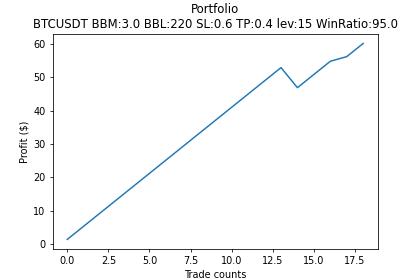 Portfolio
BTCUSDT BBM:3.0 BBL:220 SL:0.6 TP:0.4 lev:15 WinRatio:95.0
60
50
40
30
20
10
0
Profit ($)
0.0 2.5 5.0 7.5 10.0 12.5 15.0 17.5
Trade counts